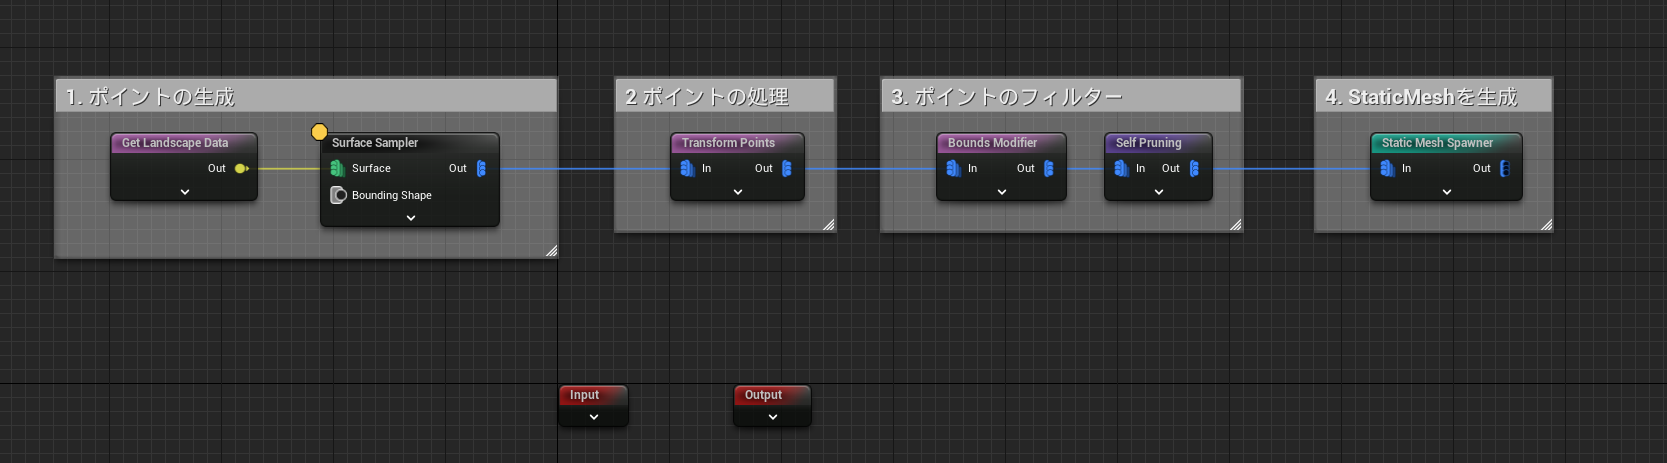 1. ポイントの生成
Get Landscape Data
Out
Surface Sampler
Surface Out
Bounding Shape
2 ポイントの処理
Transform Points
In Out
3. ポイントのフィルター
Bounds Modifier
In Out
Self Pruning
In Out
4. StaticMeshを生成
Static Mesh Spawner
In Out
Input
Output